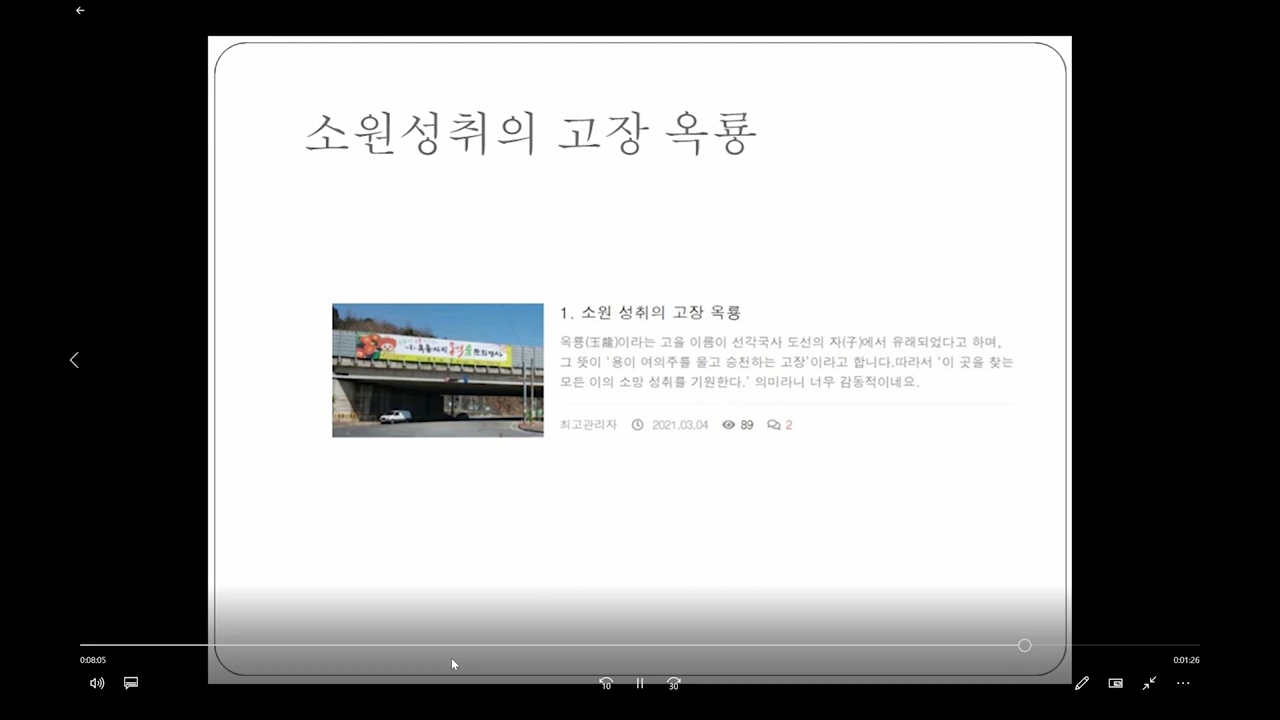 소원성취의 고장 옥룡
1. 소원 성취의 고장 옥룡
옥룡(玉龍)이라는 고을 이름이 선각국사 도선의 자(子)에서 유래되었다고 하며,
그 뜻이 '용이 여의주를 물고 승천하는 고장'이라고 합니다.따라서 '이 곳을 찾는
모든 이의 소망 성취를 기원한다.' 의미라니 너무 감동적이네요.
최고관리자 2021.03.04 89 2
0:08:05 0:01:26
10 30